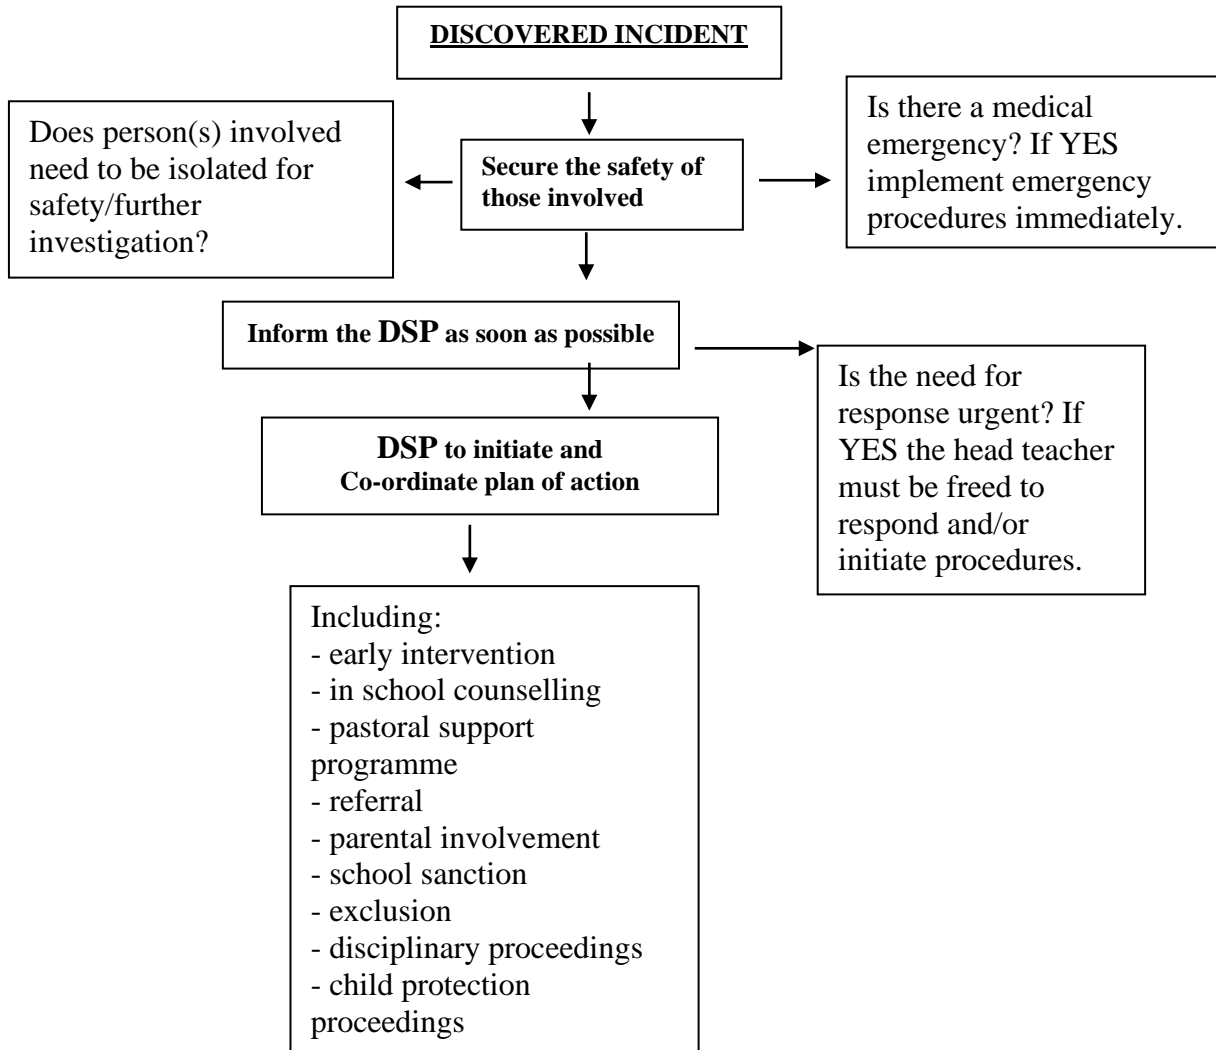 DISCOVERED INCIDENT
Does person(s) involved
need to be isolated for
safety/further
investigation?
Secure the safety of
those involved
Is there a medical
emergency? If YES
implement emergency
procedures immediately.
Inform the DSP as soon as possible
Is the need for
response urgent? If
YES the head teacher
must be freed to
respond and/or
initiate procedures.
DSP to initiate and
Co-ordinate plan of action
Including:
- early intervention
- in school counselling
- pastoral support
programme
- referral
- parental involvement
- school sanction
- exclusion
- disciplinary proceedings
- child protection
proceedings